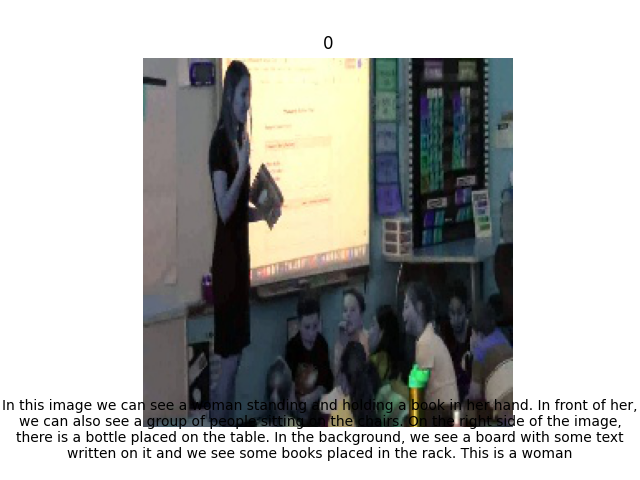 0
In this image we can see a woman standing and holding a book in her hand. In front of her,
we can also see a group of people sitting on the chairs. On the right side of the image,
there is a bottle placed on the table. In the background, we see a board with some text
written on it and we see some books placed in the rack. This is a woman